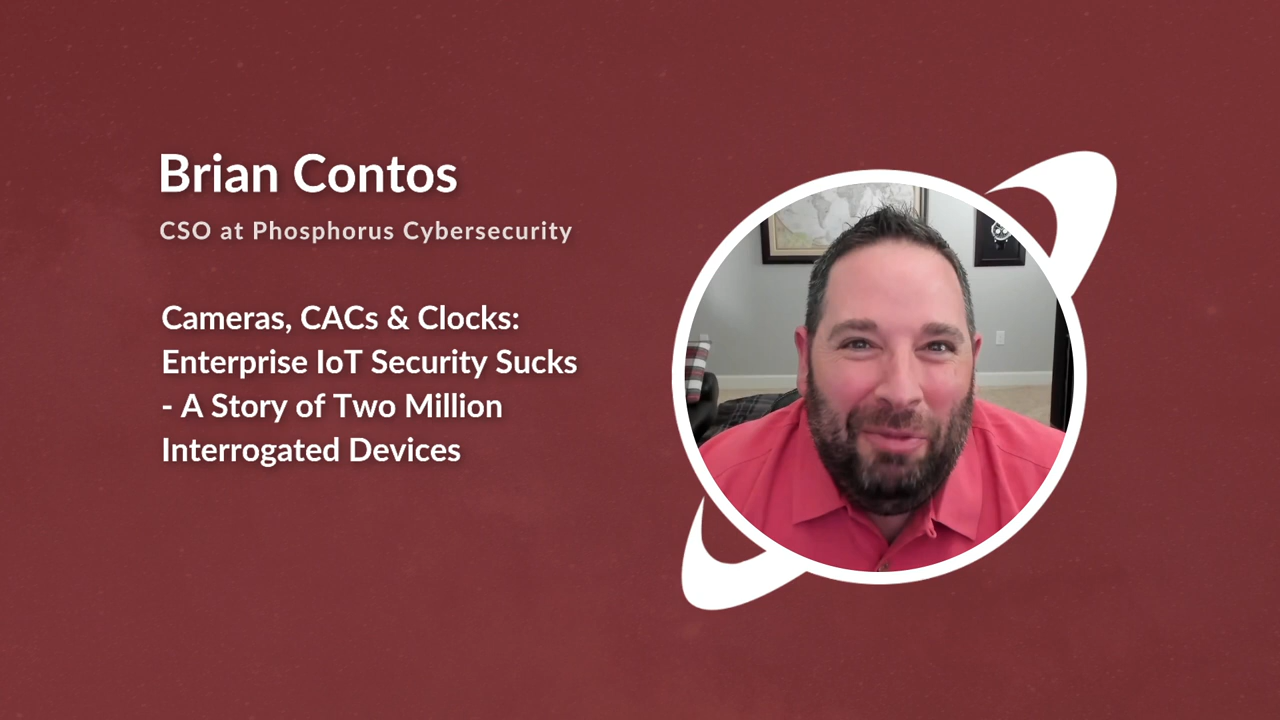 Brian Contos
CSO at Phosphorus Cybersecurity
Cameras, CACs & Clocks:
Enterprise IoT Security Sucks
- A Story of Two Million
Interrogated Devices